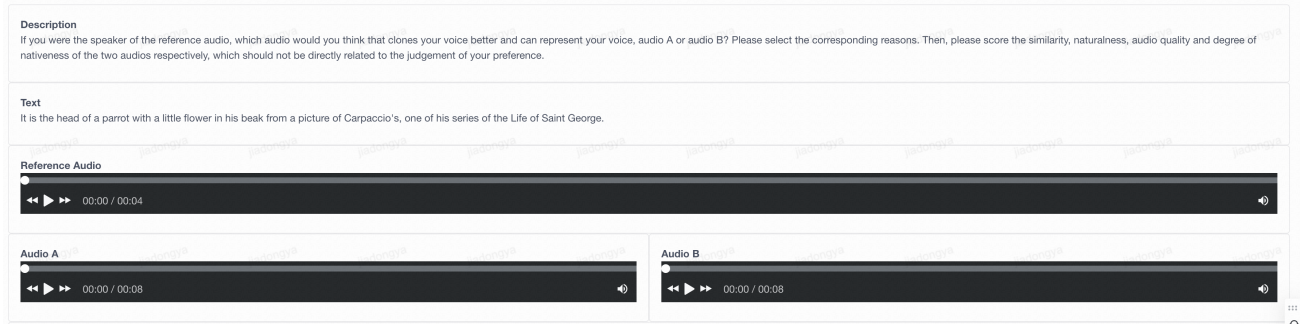 Description
If you were the speaker of the reference audio, which audio would you think that clones your voice better and can represent your voice, audio A or audio B? Please select the corresponding reasons. Then, please score the similarity, naturalness, audio quality and degree of
nativeness of the two audios respectively, which should not be directly related to the judgement of your preference.
Text
It is the head of a parrot with a little flower in his beak from a picture of Carpaccio's, one of his series of the Life of Saint George.
Reference Audio
00:00 / 00:04
Audio A
00:00 / 00:08
Audio B
00:00 / 00:08